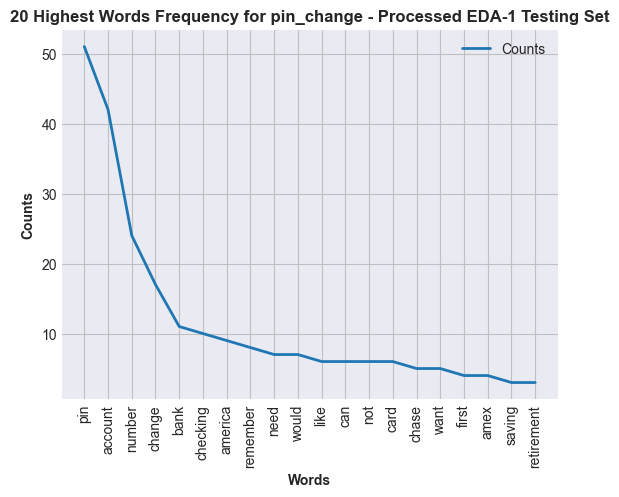 20 Highest Words Frequency for pin_change - Processed EDA-1 Testing Set
Counts
50
40
30
20
10
Counts
pin
account
number
change
bank
checking
america
remember
need
would
like
can
not
card
chase
want
first
amex
saving
retirement
Words